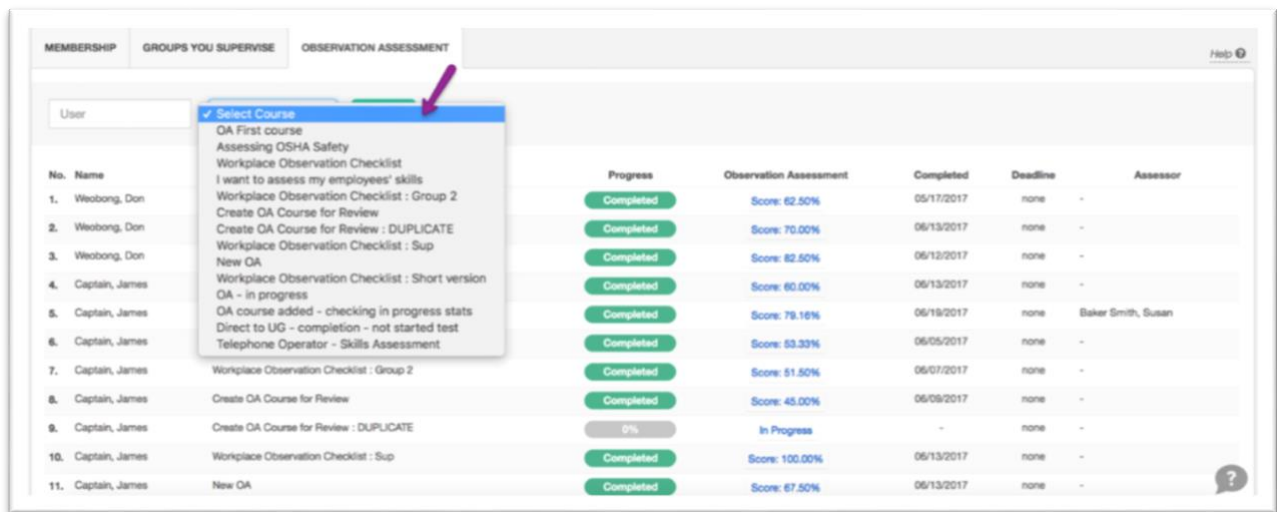 MEMBERSHIP GROUPS YOU SUPERVISE OBSERVATION ASSESSMENT
Help
User
✓ Select Course
OA First course
Assessing OSHA Safety
Workplace Observation Checklist
I want to assess my employees' skills
Workplace Observation Checklist : Group 2
Create OA Course for Review
Create OA Course for Review : DUPLICATE
Workplace Observation Checklist : Sup
New OA
Workplace Observation Checklist : Short version
OA - in progress
OA course added - checking in progress stats
Direct to UG - completion - not started test
Telephone Operator - Skills Assessment
No. Name Progress Observation Assessment Completed Deadline Assessor
1. Weobong, Don Completed Score: 62.50% 05/17/2017 none -
2. Weobong, Don Completed Score: 70.00% 06/13/2017 none -
3. Weobong, Don Completed Score: 82.50% 06/12/2017 none -
4. Captain, James Completed Score: 60.00% 06/13/2017 none -
5. Captain, James Completed Score: 79.16% 06/19/2017 none Baker Smith, Susan
6. Captain, James Completed Score: 53.33% 06/05/2017 none -
7. Captain, James Workplace Observation Checklist : Group 2 Completed Score: 51.50% 06/07/2017 none -
8. Captain, James Create OA Course for Review Completed Score: 45.00% 06/09/2017 none -
9. Captain, James Create OA Course for Review : DUPLICATE 0% In Progress - none -
10. Captain, James Workplace Observation Checklist : Sup Completed Score: 100.00% 06/13/2017 none -
11. Captain, James New OA Completed Score: 67.50% 06/13/2017 none -